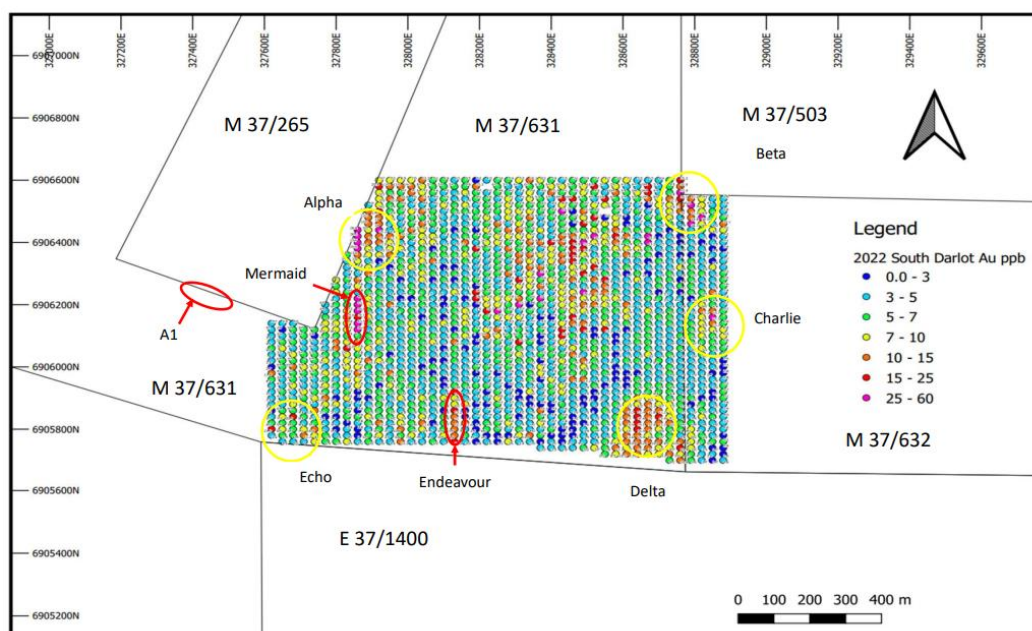 327000E
327200E
327400E
327600E
327800E
328000E
328200E
328400E
328600E
328800E
329000E
329200E
329400E
329600E
6907000N
6906800N
M 37/265
M 37/631
M 37/503
Beta
6906600N
Alpha
6906400N
Legend
2022 South Darlot Au ppb
0.0 - 3
3 - 5
5 - 7
7 - 10
10 - 15
15 - 25
25 - 60
Mermaid
6906200N
A1
Charlie
6906000N
M 37/631
M 37/632
6905800N
Echo
Endeavour
Delta
6905600N
E 37/1400
6905400N
6905200N
0 100 200 300 400 m